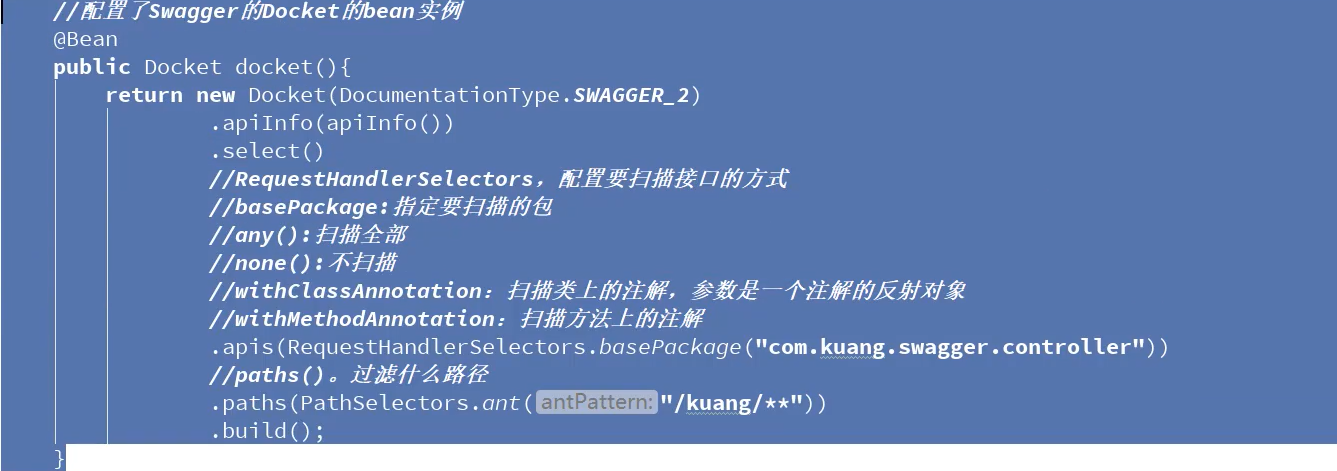 //配置了Swagger的Docket的bean实例
@Bean
public Docket docket(){
return new Docket(DocumentationType.SWAGGER_2)
.apiInfo(apiInfo())
.select()
//RequestHandlerSelectors，配置要扫描接口的方式
//basePackage:指定要扫描的包
//any():扫描全部
//none():不扫描
//withClassAnnotation：扫描类上的注解，参数是一个注解的反射对象
//withMethodAnnotation：扫描方法上的注解
.apis(RequestHandlerSelectors.basePackage("com.kuang.swagger.controller"))
//paths()。过滤什么路径
.paths(PathSelectors.ant( antPattern: "/kuang/**"))
.build();
}